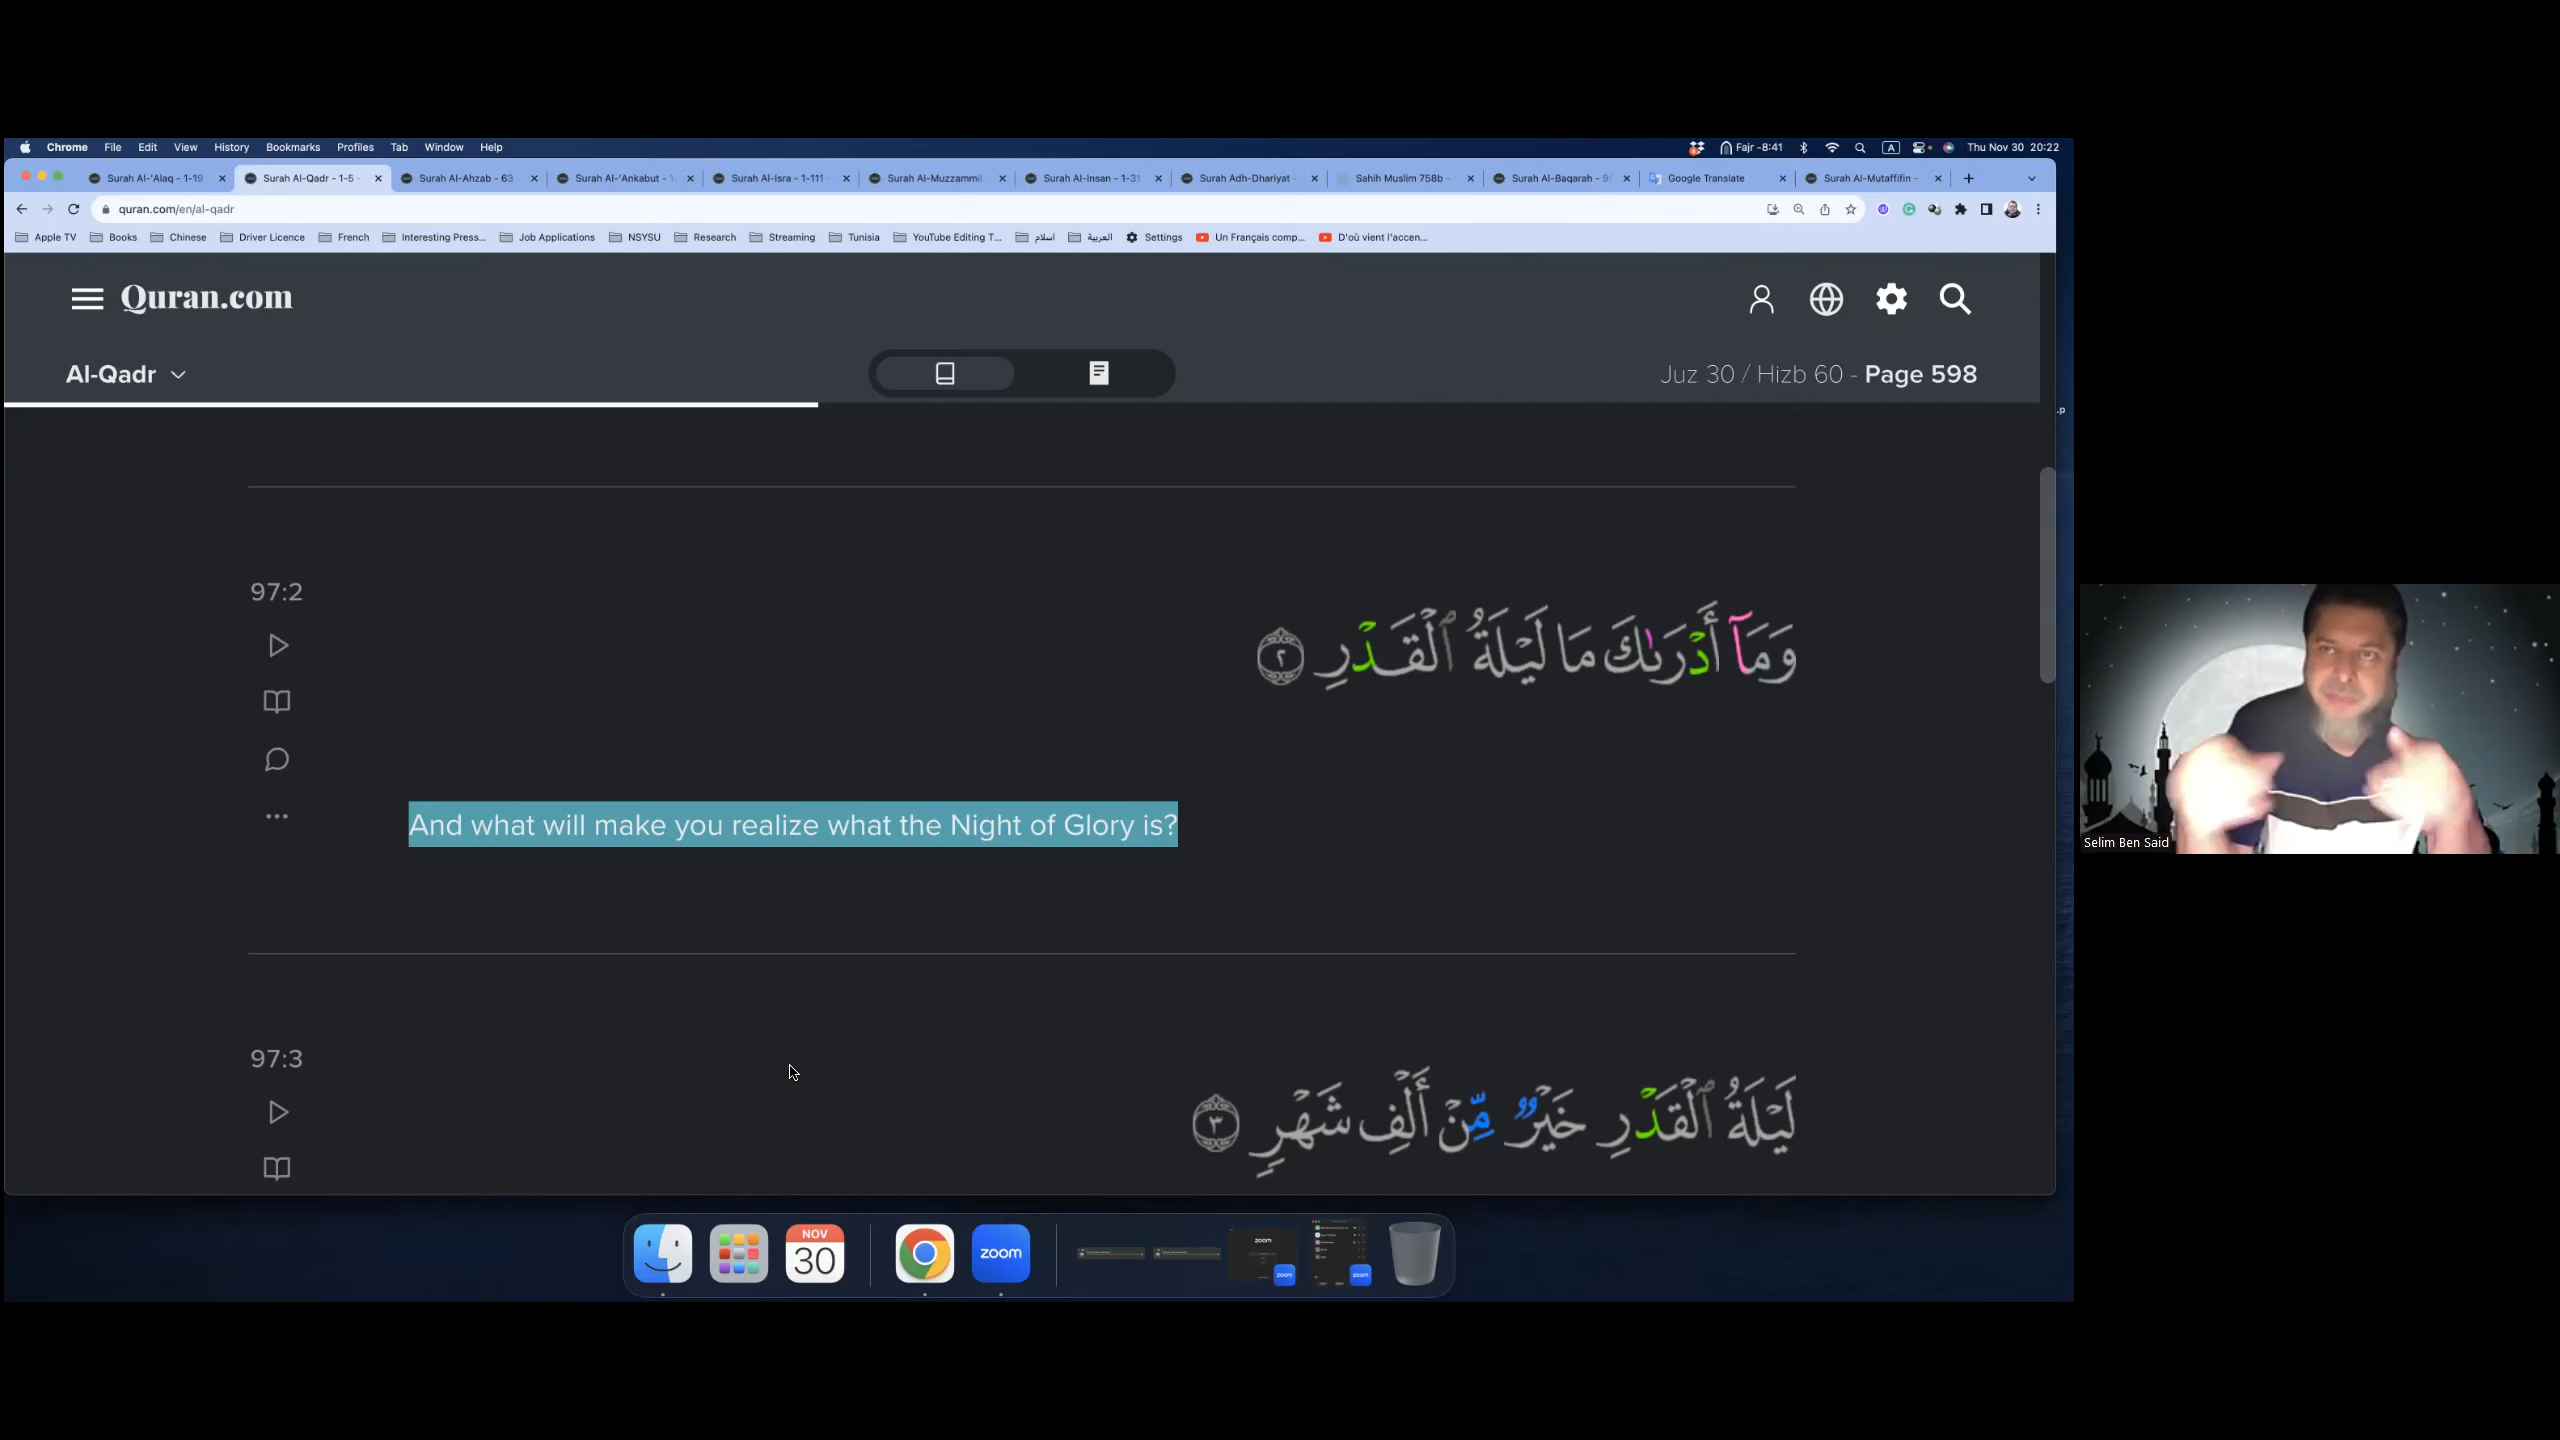 Chrome File Edit View History Bookmarks Profiles Tab Window Help Fajr -8:41 A Thu Nov 30 20:22
Surah Al-'Alaq - 1-19 Surah Al-Qadr - 1-5 - Surah Al-Ahzab - 63 Surah Al-'Ankabut - 1 Surah Al-Isra - 1-111 - Surah Al-Muzzammil Surah Al-Insan - 1-31 Surah Adh-Dhariyat - Sahih Muslim 758b - Surah Al-Baqarah - 9 Google Translate Surah Al-Mutaffifin -
quran.com/en/al-qadr
Apple TV Books Chinese Driver Licence French Interesting Press... Job Applications NSYSU Research Streaming Tunisia YouTube Editing T... اسلام العربية Settings Un Français comp... D'où vient l'accen...
Quran.com
Al-Qadr Juz 30 / Hizb 60 - Page 598
.p
97:2
وَمَآ أَدْرَىٰكَ مَا لَيْلَةُ ٱلْقَدْرِ ٢
And what will make you realize what the Night of Glory is?
Selim Ben Said
97:3
لَيْلَةُ ٱلْقَدْرِ خَيْرٌ مِّنْ أَلْفِ شَهْرٍ ٣
NOV
30
zoom
zoom
zoom
zoom